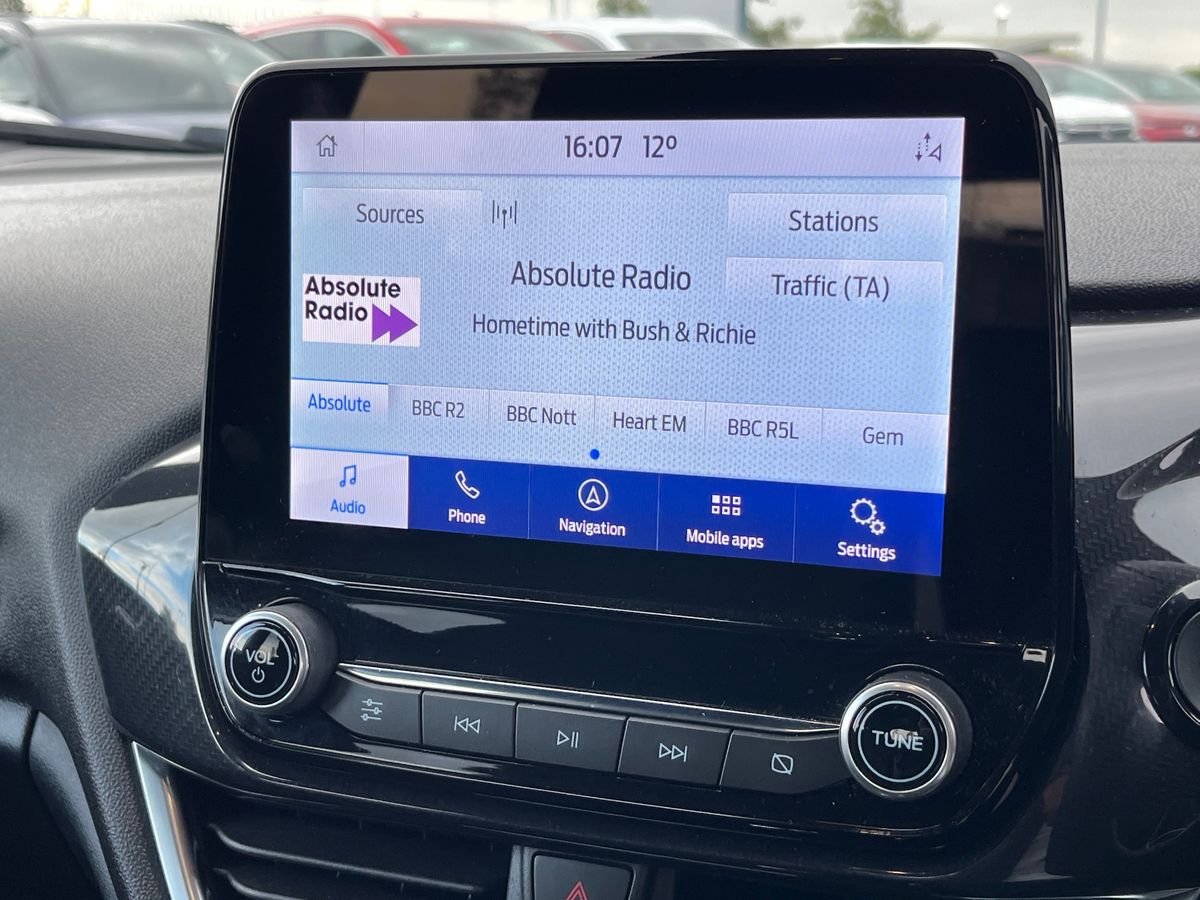 16:07 12º
Sources
Stations
Absolute Radio
Traffic (TA)
Absolute
Radio
Hometime with Bush & Richie
Absolute
BBC R2
BBC Nott
Heart EM
BBC R5L
Gem
Audio
Phone
Navigation
Mobile apps
Settings
VOL
TUNE